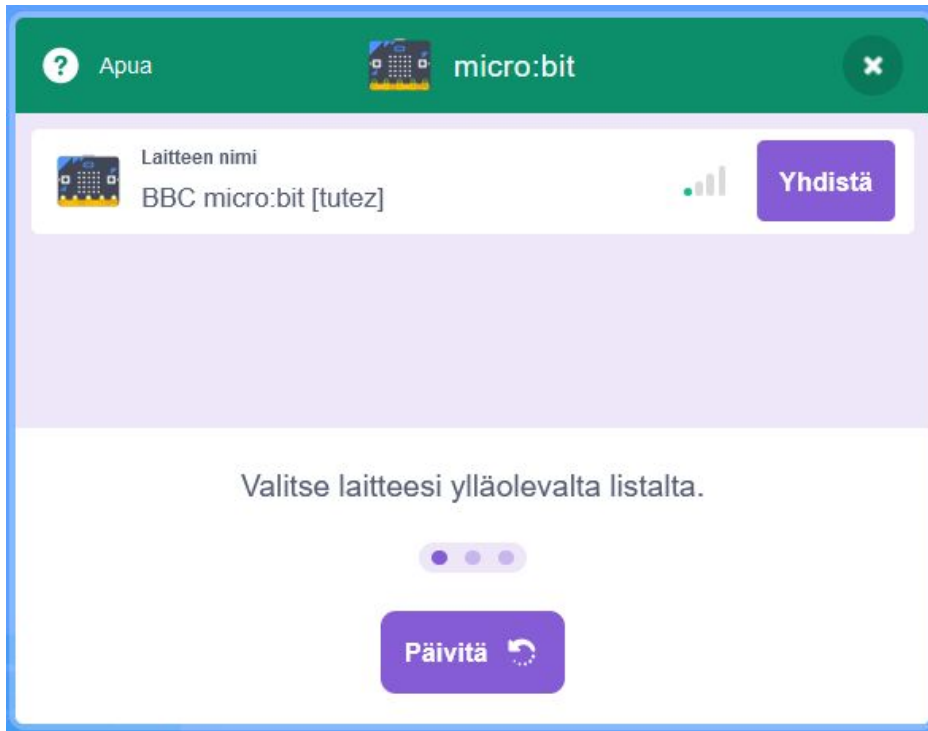 ? Apua
micro:bit
Laitteen nimi
BBC micro:bit [tutez]
Yhdistä
Valitse laitteesi ylläolevalta listalta.
Päivitä